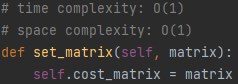 # time complexity: O(1)
# space complexity: O(1)
def set_matrix(self, matrix):
    self.cost_matrix = matrix